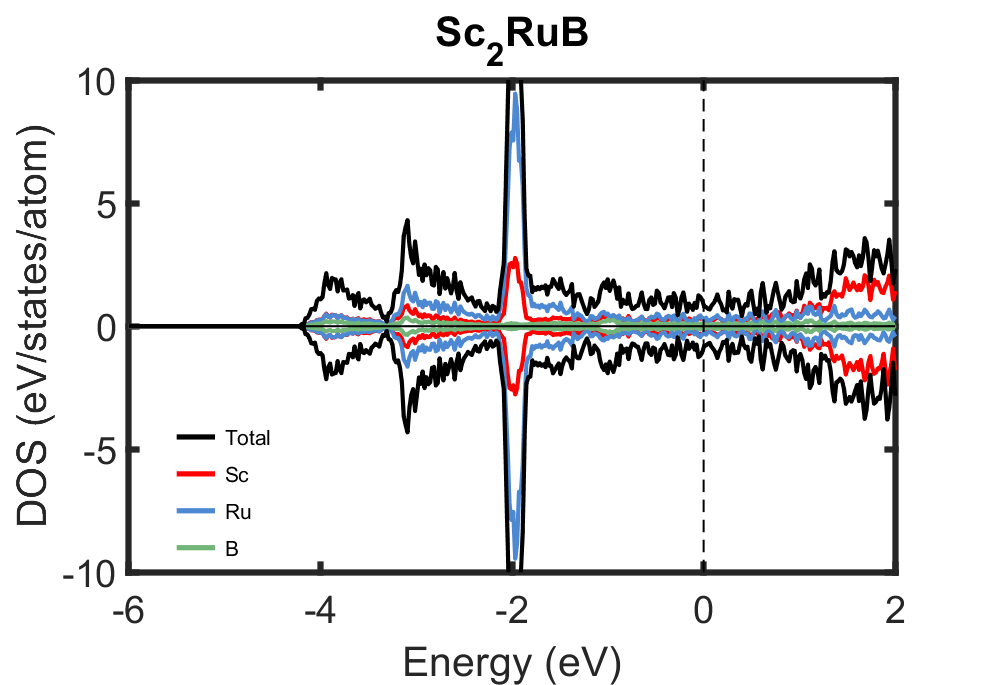 Sc₂RuB
10
5
0
-5
-10
DOS (eV/states/atom)
Total
Sc
Ru
B
-6
-4
-2
0
2
Energy (eV)